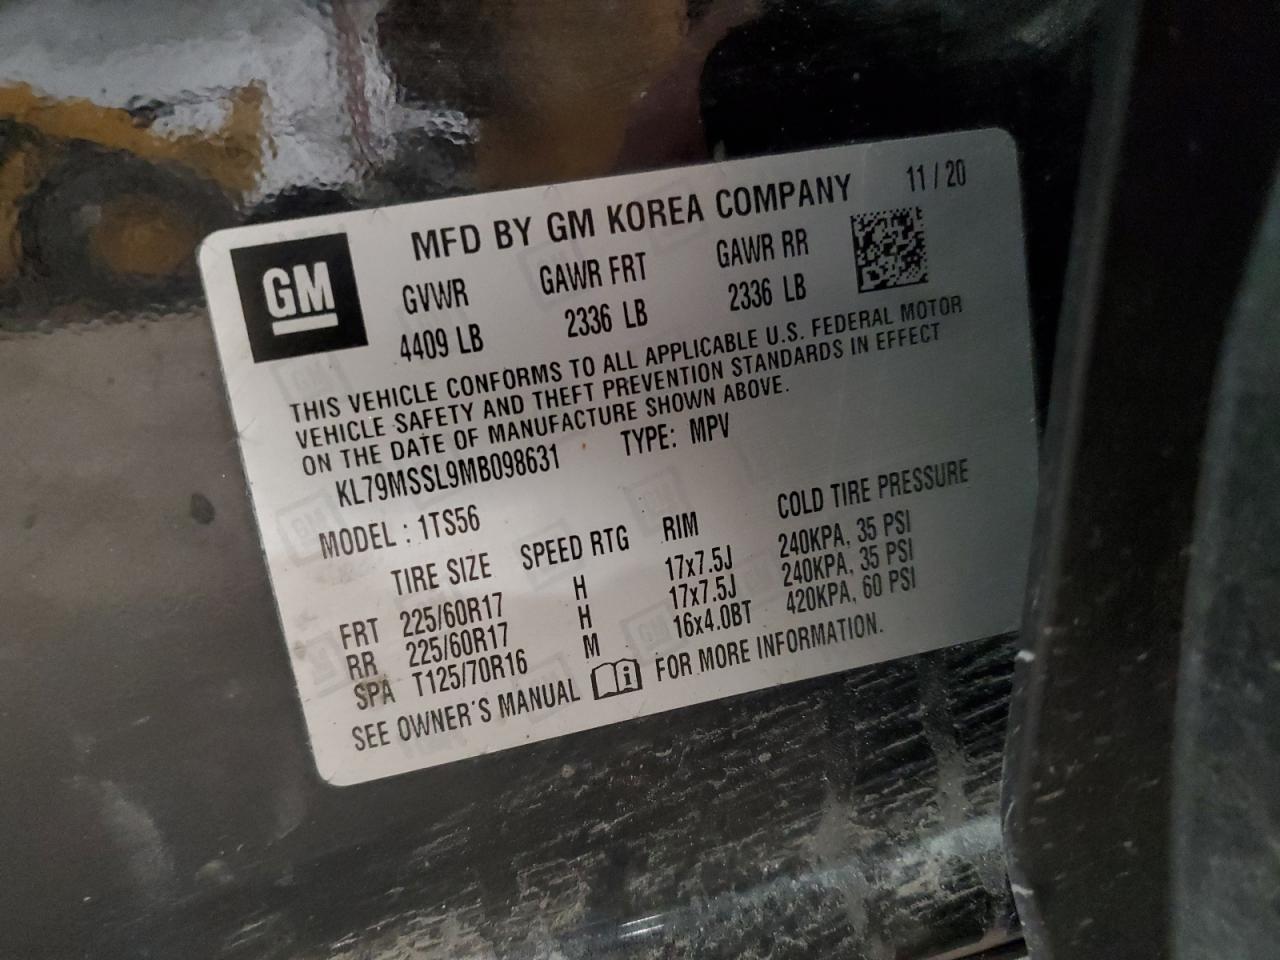 GM
MFD BY GM KOREA COMPANY 11 / 20
GVWR GAWR FRT GAWR RR
4409 LB 2336 LB 2336 LB
THIS VEHICLE CONFORMS TO ALL APPLICABLE U.S. FEDERAL MOTOR
VEHICLE SAFETY AND THEFT PREVENTION STANDARDS IN EFFECT
ON THE DATE OF MANUFACTURE SHOWN ABOVE.
KL79MSSL9MB098631 TYPE: MPV
MODEL : 1TS56
TIRE SIZE SPEED RTG RIM COLD TIRE PRESSURE
FRT 225/60R17 H 17x7.5J 240KPA, 35 PSI
RR 225/60R17 H 17x7.5J 240KPA, 35 PSI
SPA T125/70R16 M 16x4.0BT 420KPA, 60 PSI
SEE OWNER'S MANUAL FOR MORE INFORMATION.